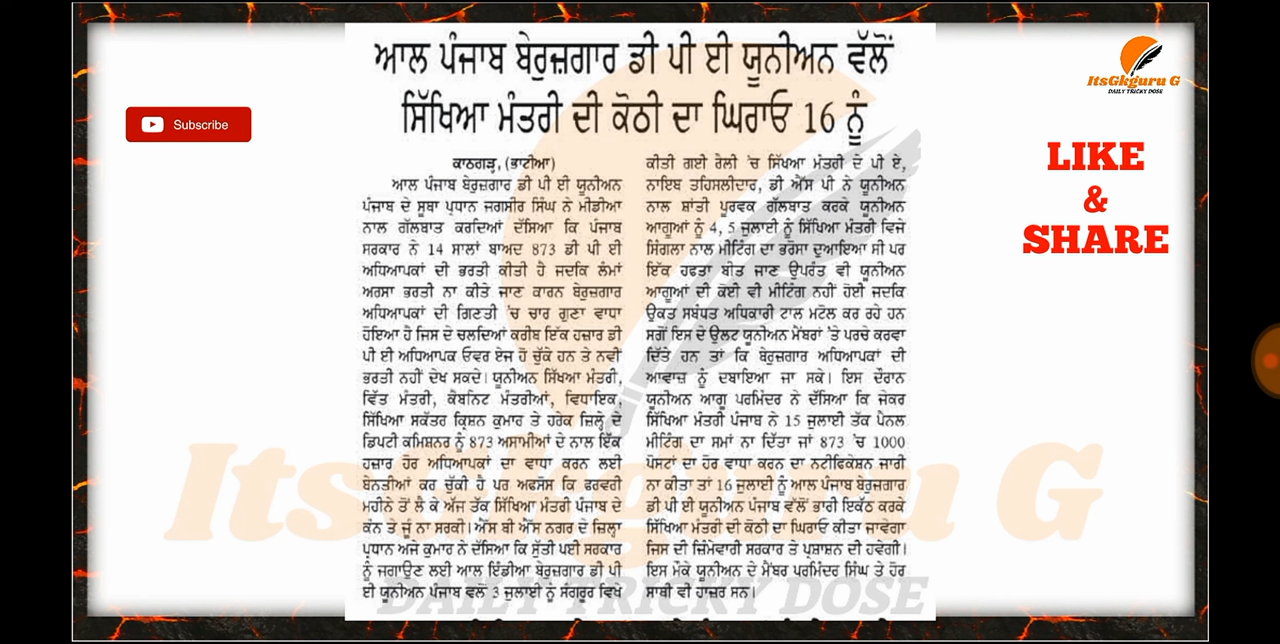 ਆਲ ਪੰਜਾਬ ਬੇਰੁਜ਼ਗਾਰ ਡੀ ਪੀ ਈ ਯੂਨੀਅਨ ਵੱਲੋਂ
ਸਿੱਖਿਆ ਮੰਤਰੀ ਦੀ ਕੋਠੀ ਦਾ ਘਿਰਾਓ 16 ਨੂੰ
Subscribe
ItsGkguru G
DAILY TRICKY DOSE
LIKE
&
SHARE
ਕਾਠਗੜ੍ਹ, (ਭਾਟੀਆ)
ਆਲ ਪੰਜਾਬ ਬੇਰੁਜ਼ਗਾਰ ਡੀ ਪੀ ਈ ਯੂਨੀਅਨ
ਪੰਜਾਬ ਦੇ ਸੂਬਾ ਪ੍ਰਧਾਨ ਜਗਸੀਰ ਸਿੰਘ ਨੇ ਮੀਡੀਆ
ਨਾਲ ਗੱਲਬਾਤ ਕਰਦਿਆਂ ਦੱਸਿਆ ਕਿ ਪੰਜਾਬ
ਸਰਕਾਰ ਨੇ 14 ਸਾਲਾਂ ਬਾਅਦ 873 ਡੀ ਪੀ ਈ
ਅਧਿਆਪਕਾਂ ਦੀ ਭਰਤੀ ਕੀਤੀ ਹੈ ਜਦਕਿ ਲੰਮਾਂ
ਅਰਸਾ ਭਰਤੀ ਨਾ ਕੀਤੇ ਜਾਣ ਕਾਰਨ ਬੇਰੁਜ਼ਗਾਰ
ਅਧਿਆਪਕਾਂ ਦੀ ਗਿਣਤੀ 'ਚ ਚਾਰ ਗੁਣਾ ਵਾਧਾ
ਹੋਇਆ ਹੈ ਜਿਸ ਦੇ ਚਲਦਿਆਂ ਕਰੀਬ ਇੱਕ ਹਜ਼ਾਰ ਡੀ
ਪੀ ਈ ਅਧਿਆਪਕ ਓਵਰ ਏਜ ਹੋ ਚੁੱਕੇ ਹਨ ਤੇ ਨਵੀਂ
ਭਰਤੀ ਨਹੀਂ ਦੇਖ ਸਕਦੇ। ਯੂਨੀਅਨ ਸਿੱਖਿਆ ਮੰਤਰੀ,
ਵਿੱਤ ਮੰਤਰੀ, ਕੈਬਨਿਟ ਮੰਤਰੀਆਂ, ਵਿਧਾਇਕ,
ਸਿੱਖਿਆ ਸਕੱਤਰ ਕ੍ਰਿਸ਼ਨ ਕੁਮਾਰ ਤੇ ਹਰੇਕ ਜ਼ਿਲ੍ਹੇ ਦੇ
ਡਿਪਟੀ ਕਮਿਸ਼ਨਰ ਨੂੰ 873 ਅਸਾਮੀਆਂ ਦੇ ਨਾਲ ਇੱਕ
ਹਜ਼ਾਰ ਹੋਰ ਅਧਿਆਪਕਾਂ ਦਾ ਵਾਧਾ ਕਰਨ ਲਈ
ਬੇਨਤੀਆਂ ਕਰ ਚੁੱਕੀ ਹੈ ਪਰ ਅਫਸੋਸ ਕਿ ਫਰਵਰੀ
ਮਹੀਨੇ ਤੋਂ ਲੈ ਕੇ ਅੱਜ ਤੱਕ ਸਿੱਖਿਆ ਮੰਤਰੀ ਪੰਜਾਬ ਦੇ
ਕੰਨ ਤੇ ਜੂੰ ਨਾ ਸਰਕੀ। ਐੱਸ ਬੀ ਐੱਸ ਨਗਰ ਦੇ ਜ਼ਿਲ੍ਹਾ
ਪ੍ਰਧਾਨ ਅਜੇ ਕੁਮਾਰ ਨੇ ਦੱਸਿਆ ਕਿ ਸੁੱਤੀ ਪਈ ਸਰਕਾਰ
ਨੂੰ ਜਗਾਉਣ ਲਈ ਆਲ ਇੰਡੀਆ ਬੇਰੁਜ਼ਗਾਰ ਡੀ ਪੀ
ਈ ਯੂਨੀਅਨ ਪੰਜਾਬ ਵਲੋਂ 3 ਜੁਲਾਈ ਨੂੰ ਸੰਗਰੂਰ ਵਿਖੇ
ਕੀਤੀ ਗਈ ਰੈਲੀ 'ਚ ਸਿੱਖਿਆ ਮੰਤਰੀ ਦੇ ਪੀ ਏ,
ਨਾਇਬ ਤਹਿਸਲੀਦਾਰ, ਡੀ ਐੱਸ ਪੀ ਨੇ ਯੂਨੀਅਨ
ਨਾਲ ਸ਼ਾਂਤੀ ਪੂਰਵਕ ਗੱਲਬਾਤ ਕਰਕੇ ਯੂਨੀਅਨ
ਆਗੂਆਂ ਨੂੰ 4, 5 ਜੁਲਾਈ ਨੂੰ ਸਿੱਖਿਆ ਮੰਤਰੀ ਵਿਜੇ
ਸਿੰਗਲਾ ਨਾਲ ਮੀਟਿੰਗ ਦਾ ਭਰੋਸਾ ਦੁਆਇਆ ਸੀ ਪਰ
ਇੱਕ ਹਫਤਾ ਬੀਤ ਜਾਣ ਉਪਰੰਤ ਵੀ ਯੂਨੀਅਨ
ਆਗੂਆਂ ਦੀ ਕੋਈ ਵੀ ਮੀਟਿੰਗ ਨਹੀਂ ਹੋਈ ਜਦਕਿ
ਉਕਤ ਸਬੰਧਤ ਅਧਿਕਾਰੀ ਟਾਲ ਮਟੋਲ ਕਰ ਰਹੇ ਹਨ
ਸਗੋਂ ਇਸ ਦੇ ਉਲਟ ਯੂਨੀਅਨ ਮੈਂਬਰਾਂ 'ਤੇ ਪਰਚੇ ਕਰਵਾ
ਦਿੱਤੇ ਹਨ ਤਾਂ ਕਿ ਬੇਰੁਜ਼ਗਾਰ ਅਧਿਆਪਕਾਂ ਦੀ
ਆਵਾਜ਼ ਨੂੰ ਦਬਾਇਆ ਜਾ ਸਕੇ। ਇਸ ਦੌਰਾਨ
ਯੂਨੀਅਨ ਆਗੂ ਪਰਮਿੰਦਰ ਨੇ ਦੱਸਿਆ ਕਿ ਜੇਕਰ
ਸਿੱਖਿਆ ਮੰਤਰੀ ਪੰਜਾਬ ਨੇ 15 ਜੁਲਾਈ ਤੱਕ ਪੈਨਲ
ਮੀਟਿੰਗ ਦਾ ਸਮਾਂ ਨਾ ਦਿੱਤਾ ਜਾਂ 873 'ਚ 1000
ਪੋਸਟਾਂ ਦਾ ਹੋਰ ਵਾਧਾ ਕਰਨ ਦਾ ਨਟੀਫਿਕੇਸ਼ਨ ਜਾਰੀ
ਨਾ ਕੀਤਾ ਤਾਂ 16 ਜੁਲਾਈ ਨੂੰ ਆਲ ਪੰਜਾਬ ਬੇਰੁਜ਼ਗਾਰ
ਡੀ ਪੀ ਈ ਯੂਨੀਅਨ ਪੰਜਾਬ ਵੱਲੋਂ ਭਾਰੀ ਇਕੱਠ ਕਰਕੇ
ਸਿੱਖਿਆ ਮੰਤਰੀ ਦੀ ਕੋਠੀ ਦਾ ਘਿਰਾਓ ਕੀਤਾ ਜਾਵੇਗਾ
ਜਿਸ ਦੀ ਜ਼ਿੰਮੇਵਾਰੀ ਸਰਕਾਰ ਤੇ ਪ੍ਰਸ਼ਾਸ਼ਨ ਦੀ ਹਵੇਗੀ।
ਇਸ ਮੌਕੇ ਯੂਨੀਅਨ ਦੇ ਮੈਂਬਰ ਪਰਮਿੰਦਰ ਸਿੰਘ ਤੇ ਹੋਰ
ਸਾਥੀ ਵੀ ਹਾਜ਼ਰ ਸਨ।
ItsGkguru G
DAILY TRICKY DOSE